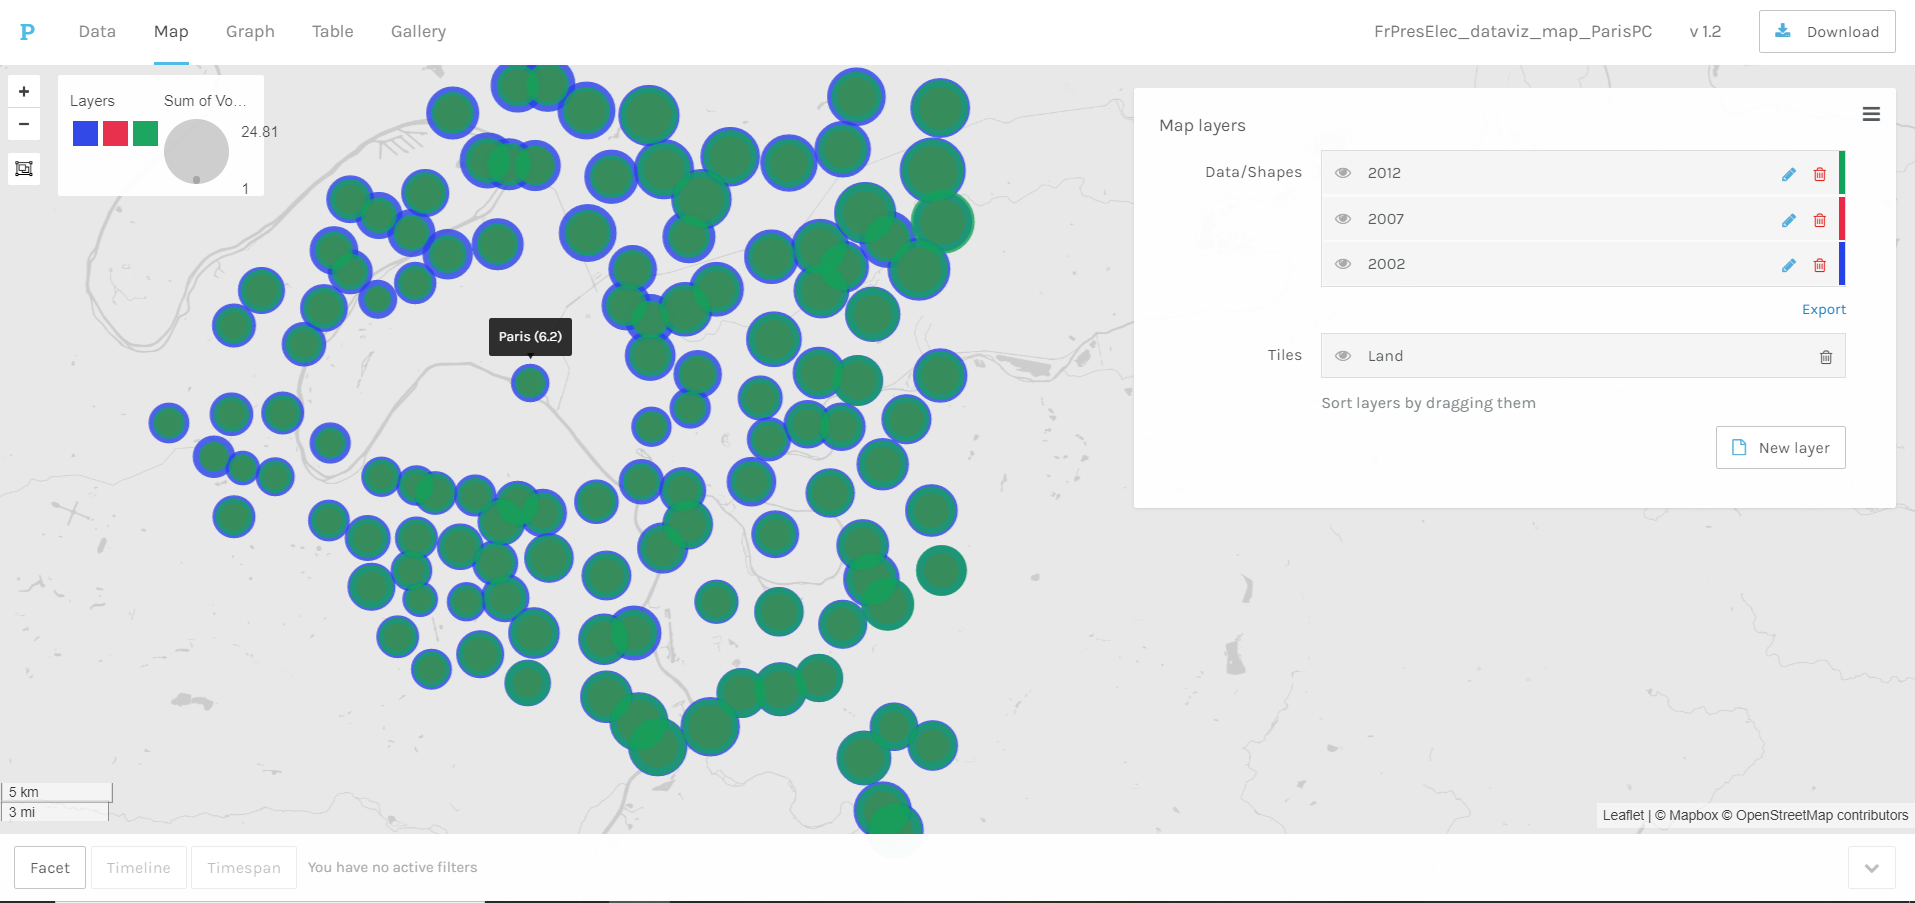 P Data Map Graph Table Gallery FrPresElec_dataviz_map_ParisPC v 1.2 Download
+
−
Layers Sum of Vo...
24.81
1
Paris (6.2)
Map layers
Data/Shapes 2012
2007
2002
Export
Tiles Land
Sort layers by dragging them
New layer
5 km
3 mi
Leaflet | © Mapbox © OpenStreetMap contributors
Facet Timeline Timespan You have no active filters